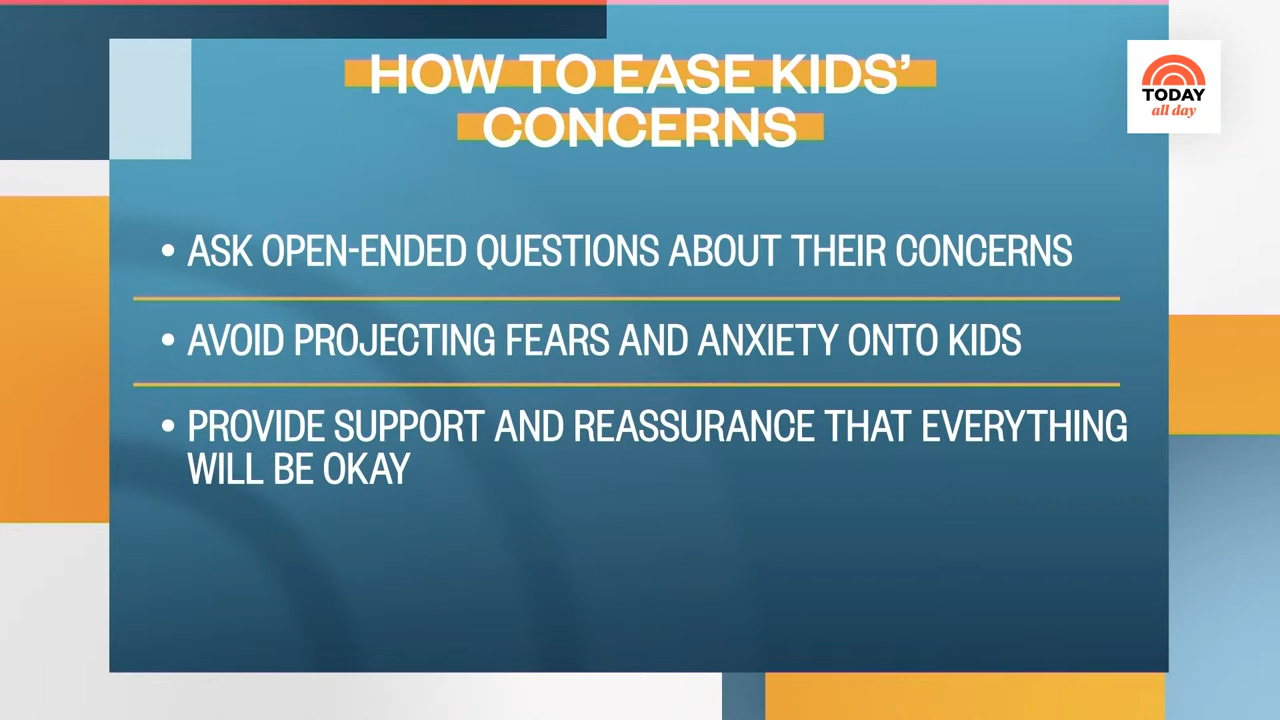 HOW TO EASE KIDS’
CONCERNS
TODAY
all day
• ASK OPEN-ENDED QUESTIONS ABOUT THEIR CONCERNS
• AVOID PROJECTING FEARS AND ANXIETY ONTO KIDS
• PROVIDE SUPPORT AND REASSURANCE THAT EVERYTHING
WILL BE OKAY